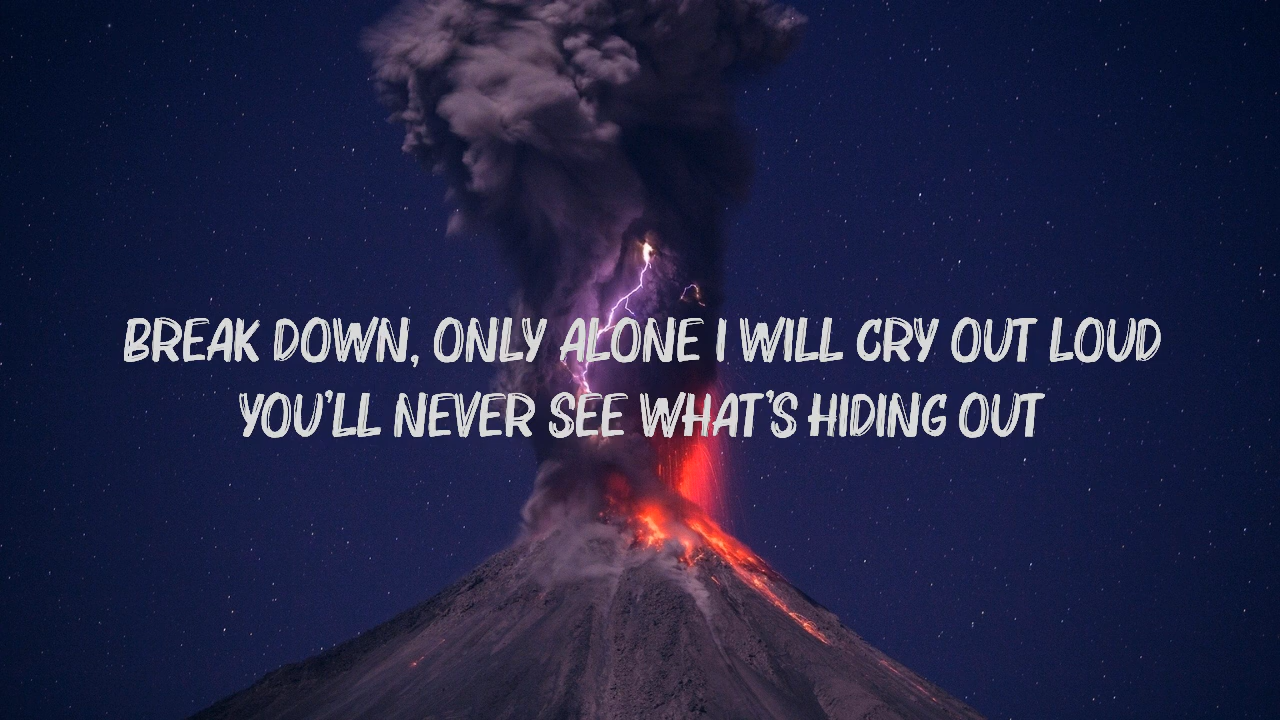 BREAK DOWN, ONLY ALONE I WILL CRY OUT LOUD
YOU'LL NEVER SEE WHAT'S HIDING OUT